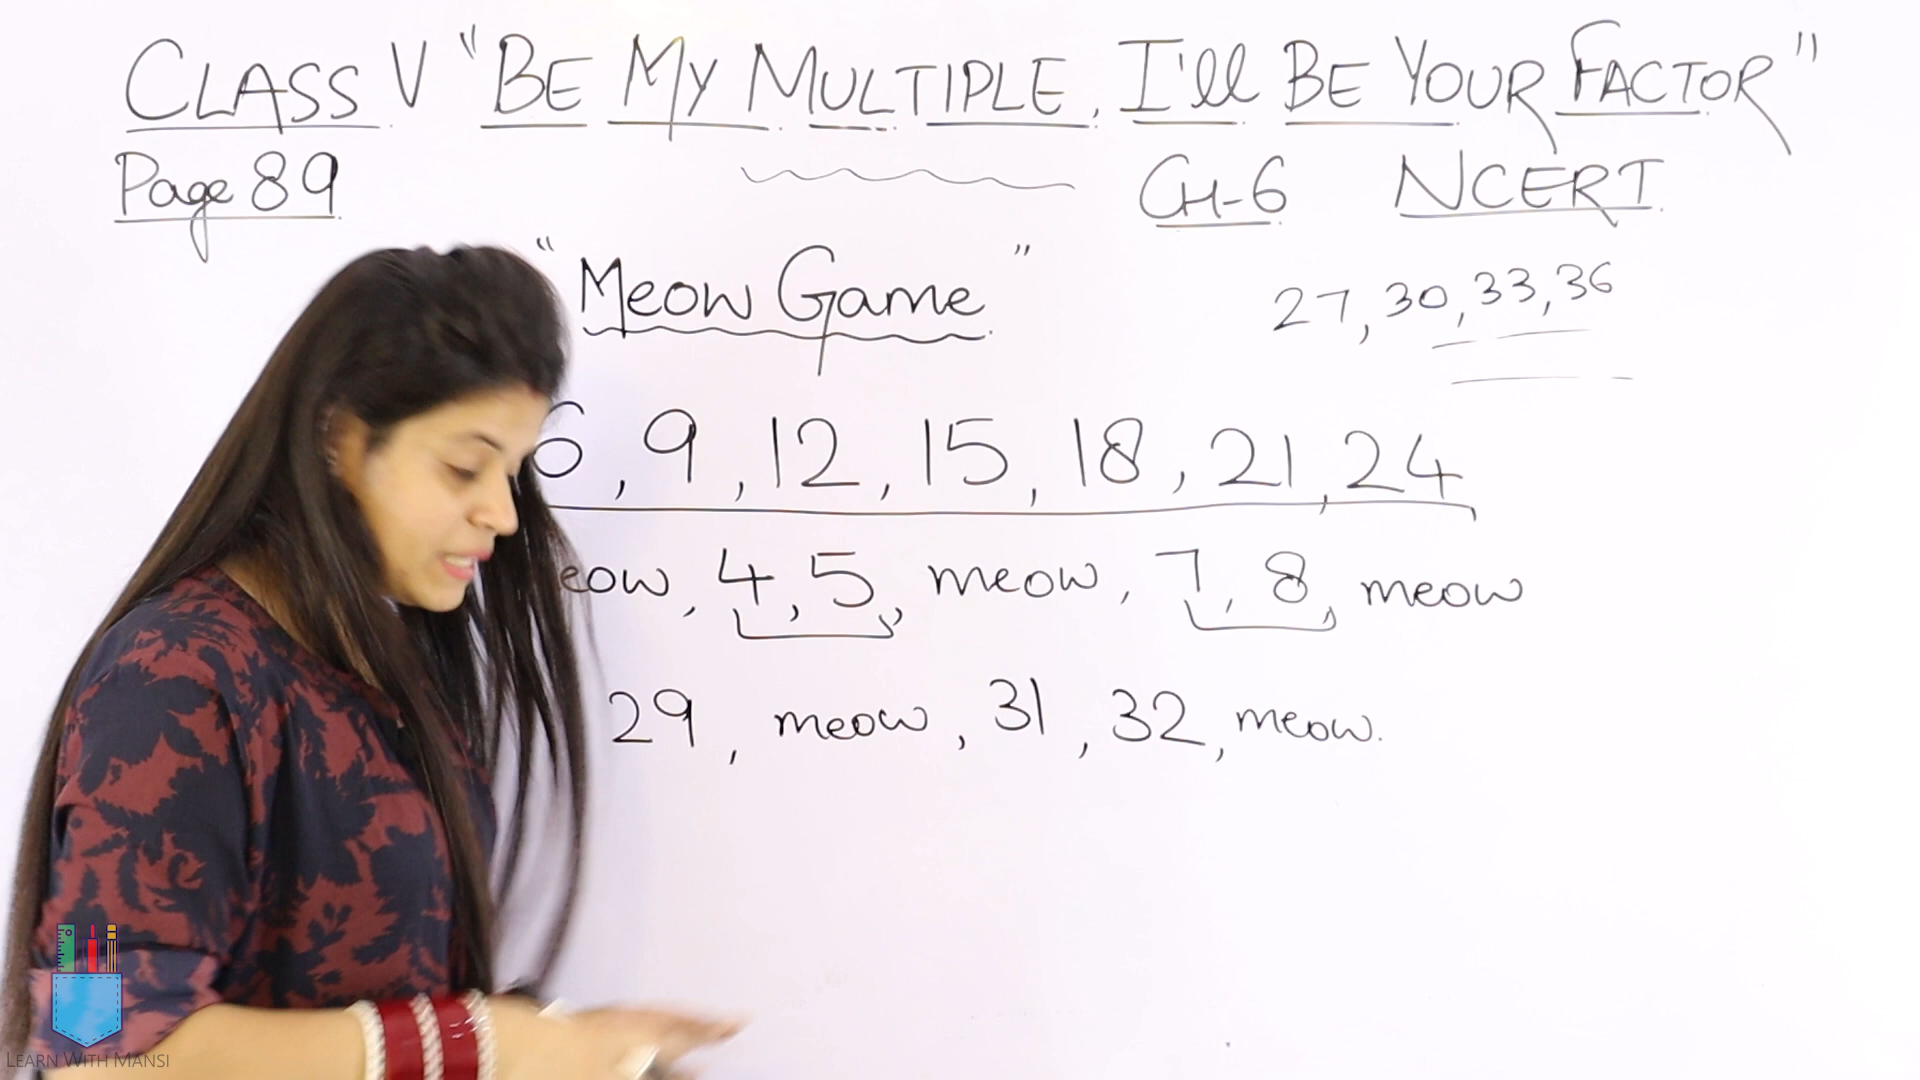 CLASS V "BE MY MULTIPLE, I'll BE YOUR FACTOR"
Page 89
CH-6 NCERT
"Meow Game"
27, 30, 33, 36
6, 9, 12, 15, 18, 21, 24
eow, 4, 5, meow, 7, 8, meow
29, meow, 31, 32, meow.
LEARN WITH MANSI